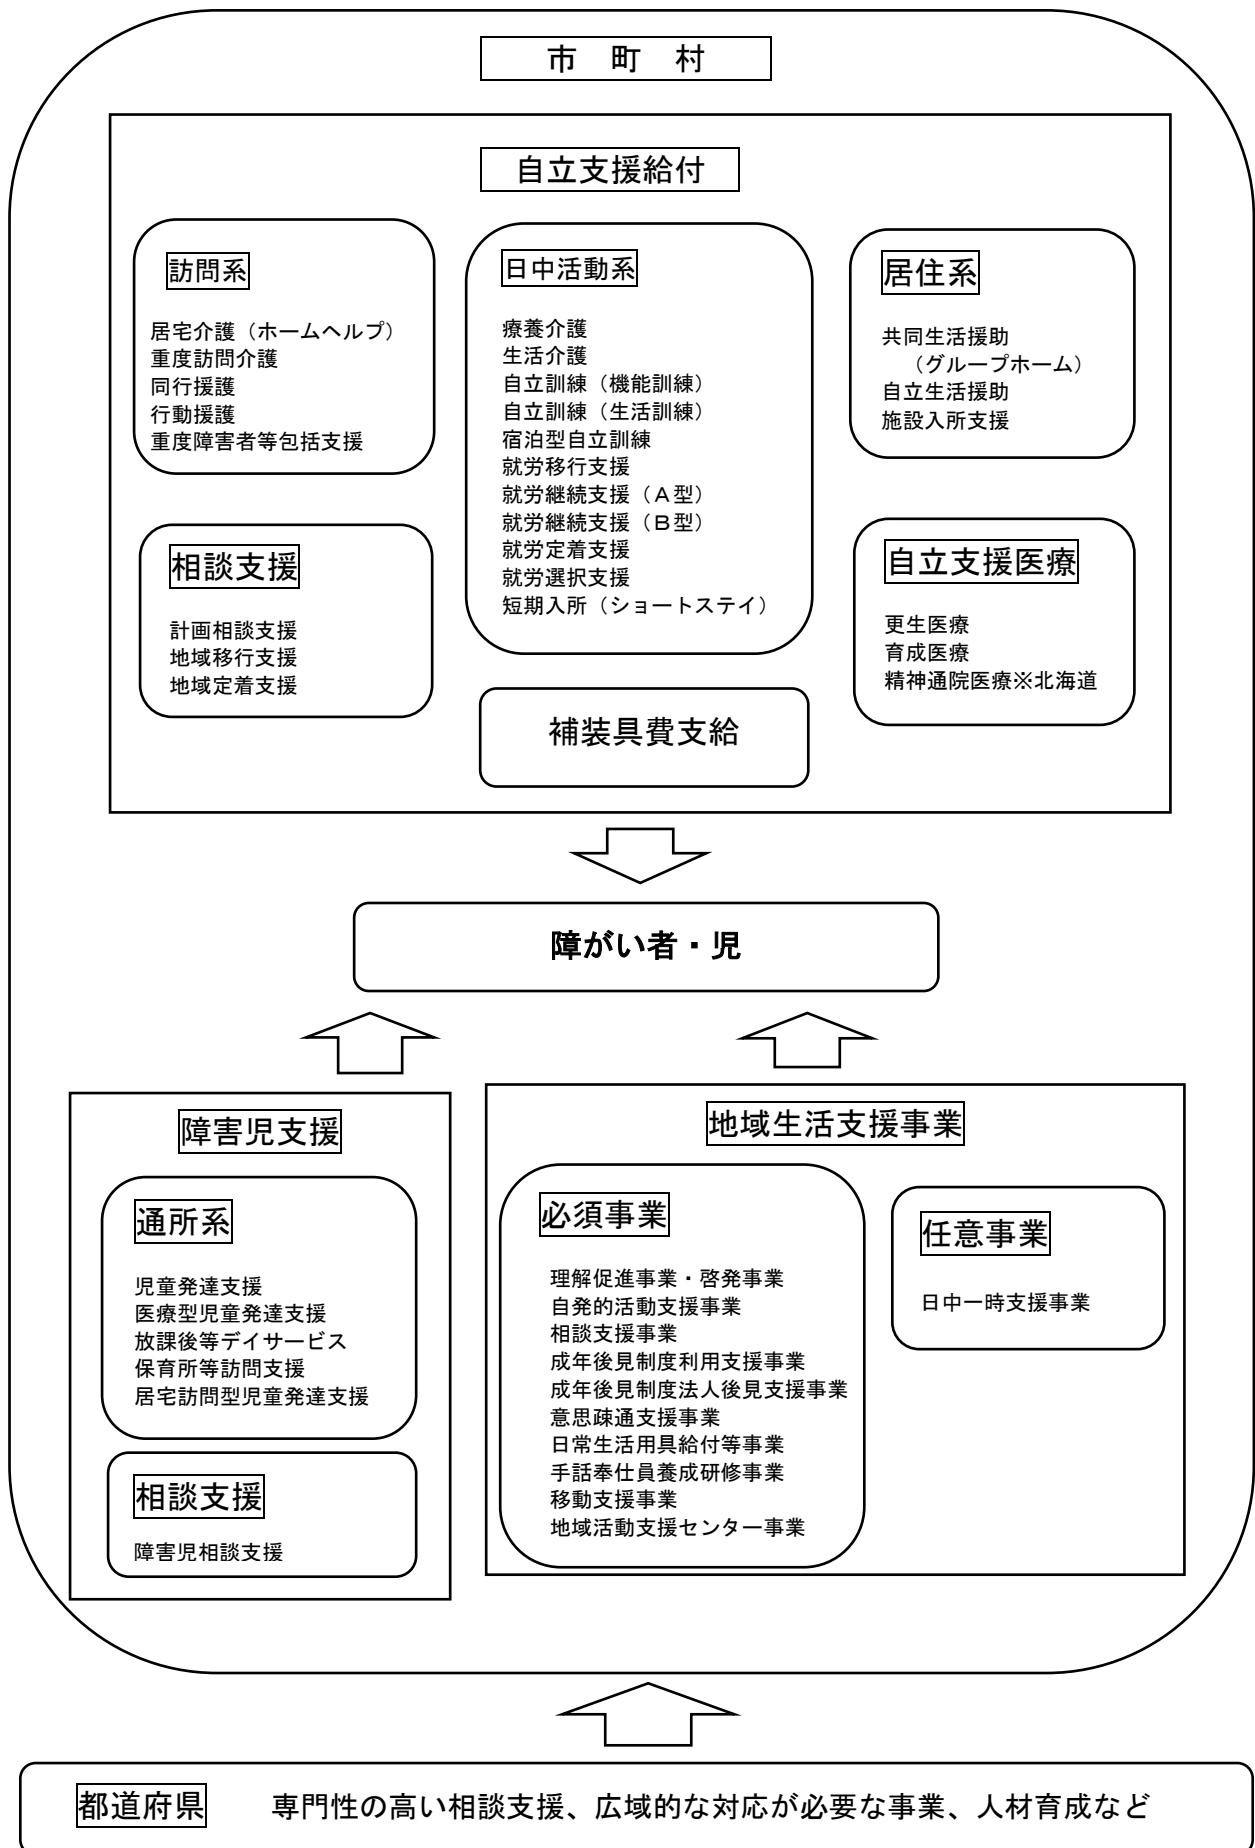 市　町　村
自立支援給付
訪問系
居宅介護（ホームヘルプ）
重度訪問介護
同行援護
行動援護
重度障害者等包括支援
日中活動系
療養介護
生活介護
自立訓練（機能訓練）
自立訓練（生活訓練）
宿泊型自立訓練
就労移行支援
就労継続支援（Ａ型）
就労継続支援（Ｂ型）
就労定着支援
就労選択支援
短期入所（ショートステイ）
居住系
共同生活援助
（グループホーム）
自立生活援助
施設入所支援
相談支援
計画相談支援
地域移行支援
地域定着支援
補装具費支給
自立支援医療
更生医療
育成医療
精神通院医療※北海道
障がい者・児
障害児支援
通所系
児童発達支援
医療型児童発達支援
放課後等デイサービス
保育所等訪問支援
居宅訪問型児童発達支援
相談支援
障害児相談支援
地域生活支援事業
必須事業
理解促進事業・啓発事業
自発的活動支援事業
相談支援事業
成年後見制度利用支援事業
成年後見制度法人後見支援事業
意思疎通支援事業
日常生活用具給付等事業
手話奉仕員養成研修事業
移動支援事業
地域活動支援センター事業
任意事業
日中一時支援事業
都道府県　専門性の高い相談支援、広域的な対応が必要な事業、人材育成など